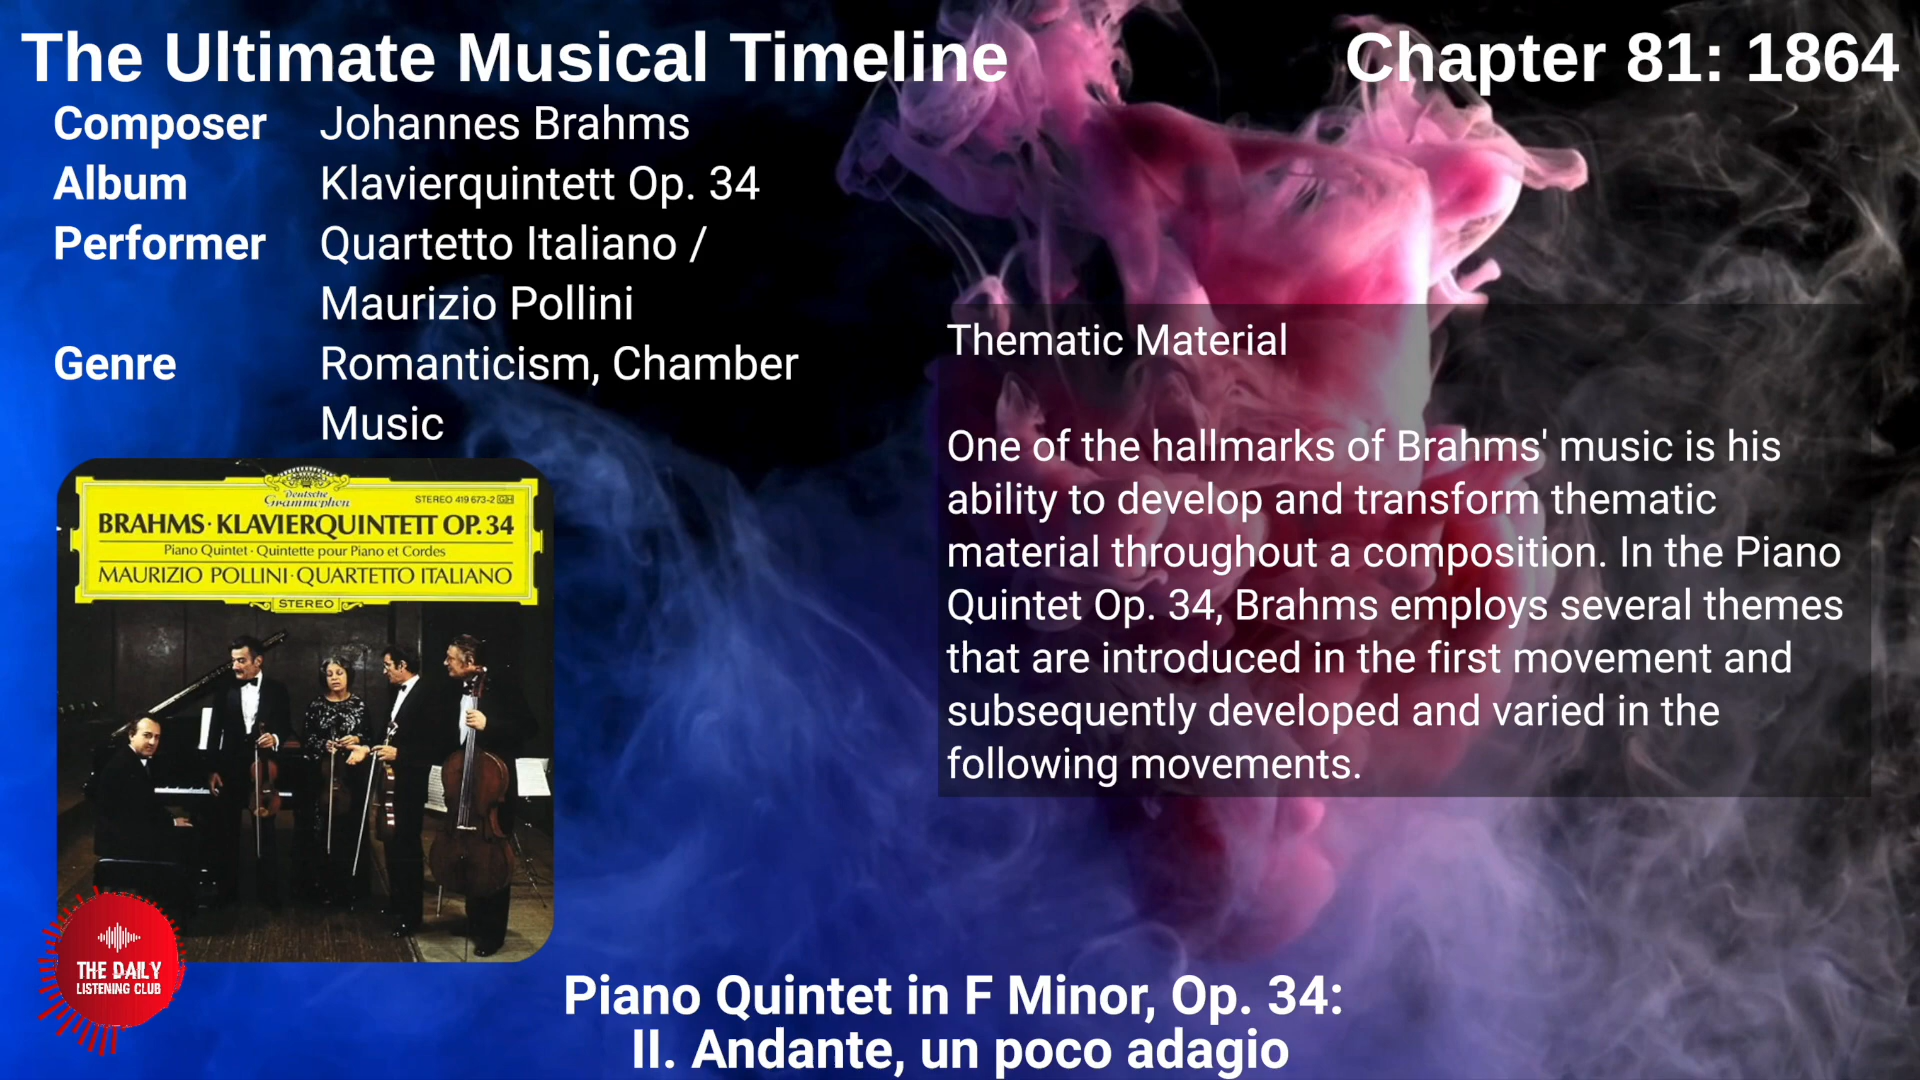 The Ultimate Musical Timeline
Chapter 81: 1864
Composer Johannes Brahms
Album Klavierquintett Op. 34
Performer Quartetto Italiano /
Maurizio Pollini
Genre Romanticism, Chamber
Music
Deutsche
Grammophon
STEREO 419 673-2 GH
BRAHMS · KLAVIERQUINTETT OP. 34
Piano Quintet · Quintette pour Piano et Cordes
MAURIZIO POLLINI · QUARTETTO ITALIANO
STEREO
THE DAILY
LISTENING CLUB
Thematic Material
One of the hallmarks of Brahms' music is his
ability to develop and transform thematic
material throughout a composition. In the Piano
Quintet Op. 34, Brahms employs several themes
that are introduced in the first movement and
subsequently developed and varied in the
following movements.
Piano Quintet in F Minor, Op. 34:
II. Andante, un poco adagio